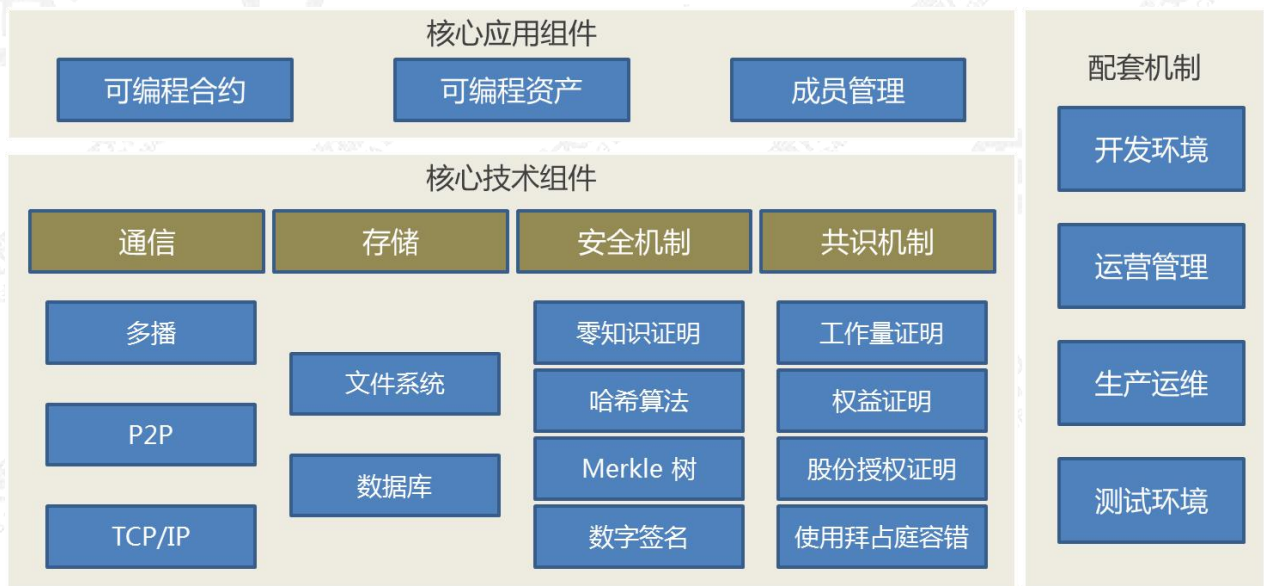 核心应用组件
可编程合约
可编程资产
成员管理
核心技术组件
通信
存储
安全机制
共识机制
多播
P2P
TCP/IP
文件系统
数据库
零知识证明
哈希算法
Merkle 树
数字签名
工作量证明
权益证明
股份授权证明
使用拜占庭容错
配套机制
开发环境
运营管理
生产运维
测试环境